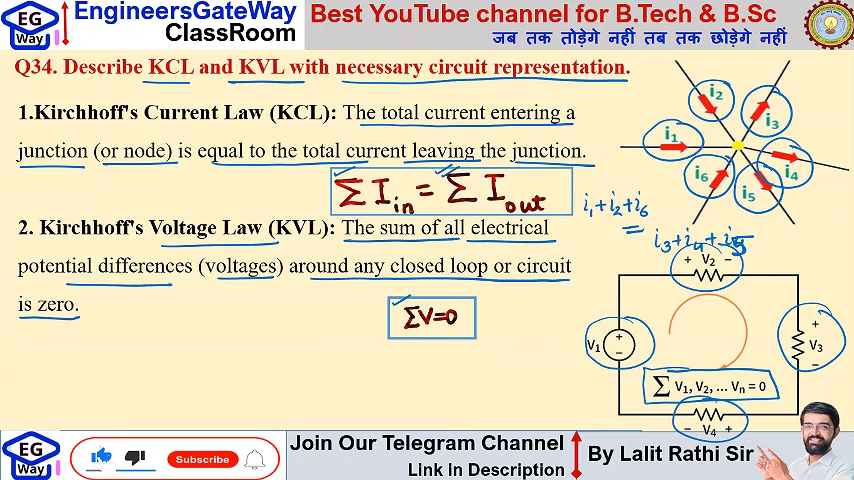 EG
Way
EngineersGateWay
ClassRoom
Best YouTube channel for B.Tech & B.Sc
जब तक तोड़ेगे नहीं तब तक छोड़ेगे नहीं
Q34. Describe KCL and KVL with necessary circuit representation.
1.Kirchhoff's Current Law (KCL): The total current entering a
junction (or node) is equal to the total current leaving the junction.
∑ I in = ∑ I out
2. Kirchhoff's Voltage Law (KVL): The sum of all electrical
potential differences (voltages) around any closed loop or circuit
is zero.
∑V=0
i1
i2
i3
i4
i5
i6
i1+i2+i6
=
i3+i4+i5
+ V2 −
V1
+
−
+
V3
−
∑ V1, V2, ... Vn = 0
− V4 +
EG
Way
Subscribe
Join Our Telegram Channel
Link in Description
By Lalit Rathi Sir